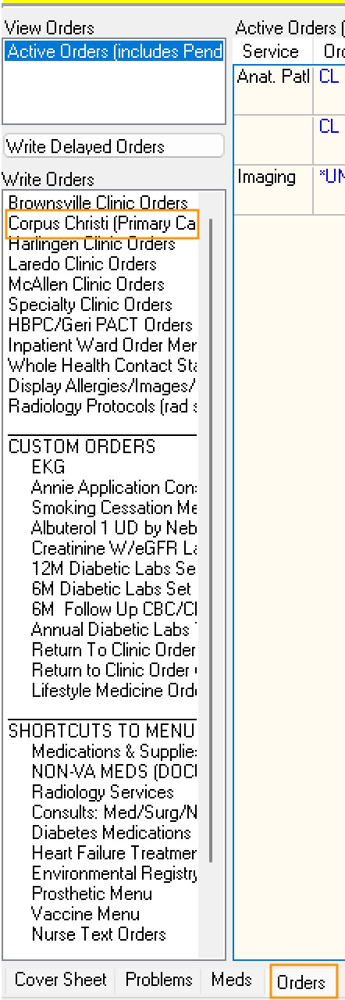 View Orders
Active Orders (includes Pend
Write Delayed Orders
Write Orders
Brownsville Clinic Orders
Corpus Christi (Primary Ca
Harlingen Clinic Orders
Laredo Clinic Orders
McAllen Clinic Orders
Specialty Clinic Orders
HBPC/Geri PACT Orders
Inpatient Ward Order Mer
Whole Health Contact Sta
Display Allergies/Images/
Radiology Protocols (rad s
CUSTOM ORDERS
EKG
Annie Application Con
Smoking Cessation Me
Albuterol 1 UD by Neb
Creatinine W/eGFR La
12M Diabetic Labs Se
6M Diabetic Labs Set
6M Follow Up CBC/CI
Annual Diabetic Labs
Return To Clinic Order
Return to Clinic Order
Lifestyle Medicine Ord
SHORTCUTS TO MENU
Medications & Supplies
NON-VA MEDS (DOCI
Radiology Services
Consults: Med/Surg/N
Diabetes Medications
Heart Failure Treatmer
Environmental Registry
Prosthetic Menu
Vaccine Menu
Nurse Text Orders
Active Orders (
Service Or
Anat. Patl CL
CL
Imaging *UN
Cover Sheet Problems Meds Orders